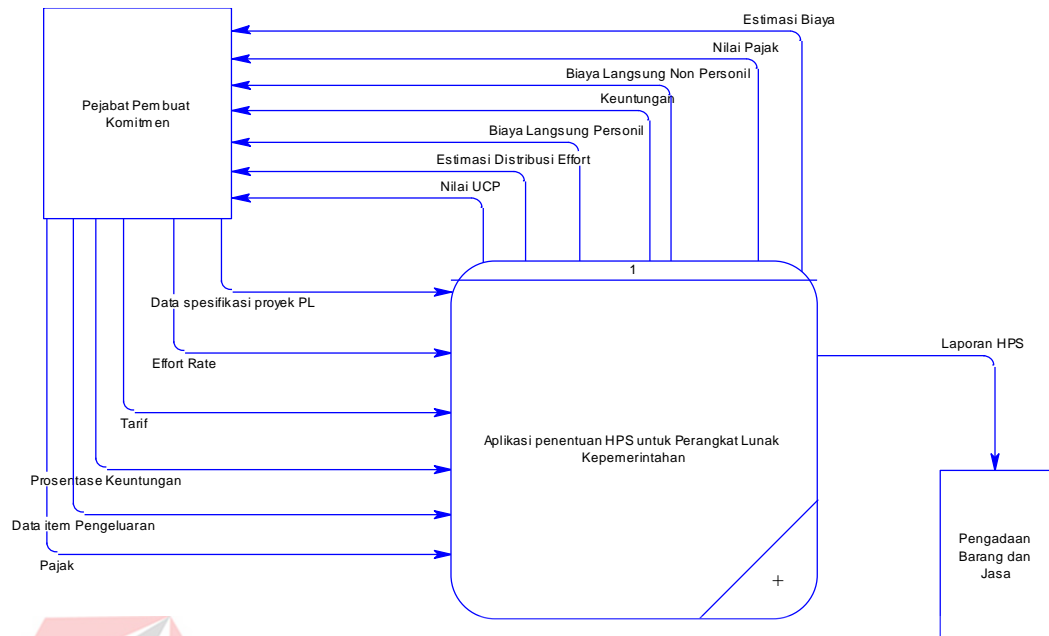 Estimasi Biaya
Nilai Pajak
Biaya Langsung Non Personil
Keuntungan
Biaya Langsung Personil
Estimasi Distribusi Effort
Nilai UCP
Pejabat Pembuat
Komitmen
1
Data spesifikasi proyek PL
Effort Rate
Tarif
Prosentase Keuntungan
Data item Pengeluaran
Pajak
Aplikasi penentuan HPS untuk Perangkat Lunak
Kepemerintahan
+
Laporan HPS
Pengadaan
Barang dan
Jasa